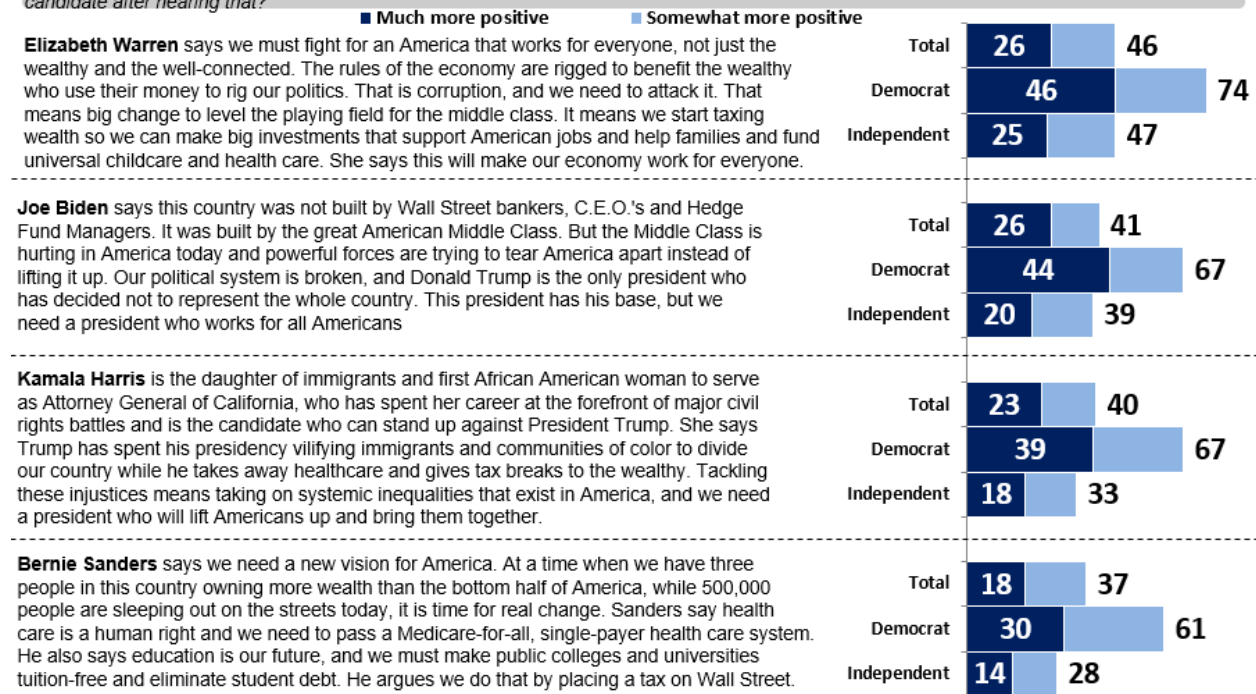 candidate after hearing that?
Much more positive Somewhat more positive
Elizabeth Warren says we must fight for an America that works for everyone, not just the
wealthy and the well-connected. The rules of the economy are rigged to benefit the wealthy
who use their money to rig our politics. That is corruption, and we need to attack it. That
means big change to level the playing field for the middle class. It means we start taxing
wealth so we can make big investments that support American jobs and help families and fund
universal childcare and health care. She says this will make our economy work for everyone.
Total 26 46
Democrat 46 74
Independent 25 47
Joe Biden says this country was not built by Wall Street bankers, C.E.O.'s and Hedge
Fund Managers. It was built by the great American Middle Class. But the Middle Class is
hurting in America today and powerful forces are trying to tear America apart instead of
lifting it up. Our political system is broken, and Donald Trump is the only president who
has decided not to represent the whole country. This president has his base, but we
need a president who works for all Americans
Total 26 41
Democrat 44 67
Independent 20 39
Kamala Harris is the daughter of immigrants and first African American woman to serve
as Attorney General of California, who has spent her career at the forefront of major civil
rights battles and is the candidate who can stand up against President Trump. She says
Trump has spent his presidency vilifying immigrants and communities of color to divide
our country while he takes away healthcare and gives tax breaks to the wealthy. Tackling
these injustices means taking on systemic inequalities that exist in America, and we need
a president who will lift Americans up and bring them together.
Total 23 40
Democrat 39 67
Independent 18 33
Bernie Sanders says we need a new vision for America. At a time when we have three
people in this country owning more wealth than the bottom half of America, while 500,000
people are sleeping out on the streets today, it is time for real change. Sanders say health
care is a human right and we need to pass a Medicare-for-all, single-payer health care system.
He also says education is our future, and we must make public colleges and universities
tuition-free and eliminate student debt. He argues we do that by placing a tax on Wall Street.
Total 18 37
Democrat 30 61
Independent 14 28